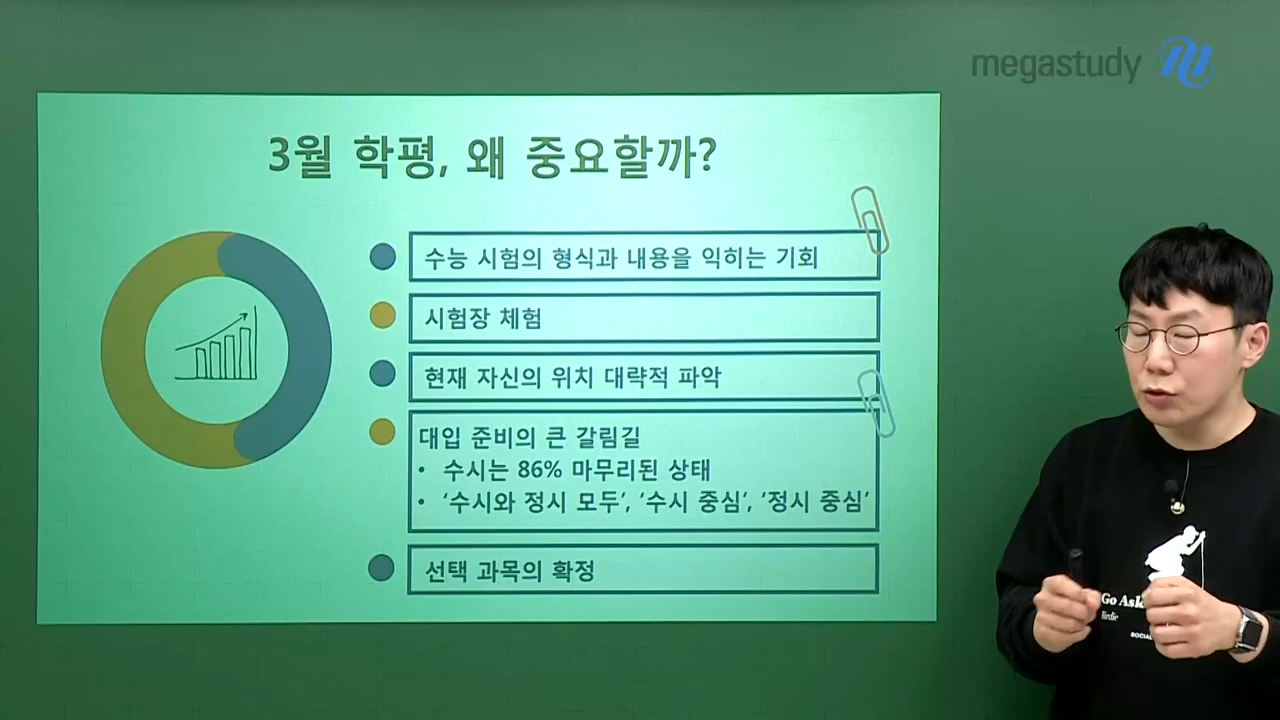 megastudy
3월 학평, 왜 중요할까?
수능 시험의 형식과 내용을 익히는 기회
시험장 체험
현재 자신의 위치 대략적 파악
대입 준비의 큰 갈림길
• 수시는 86% 마무리된 상태
• ‘수시와 정시 모두’, ‘수시 중심’, ’정시 중심’
선택 과목의 확정
Go Ask
Birdie
SOCIAL